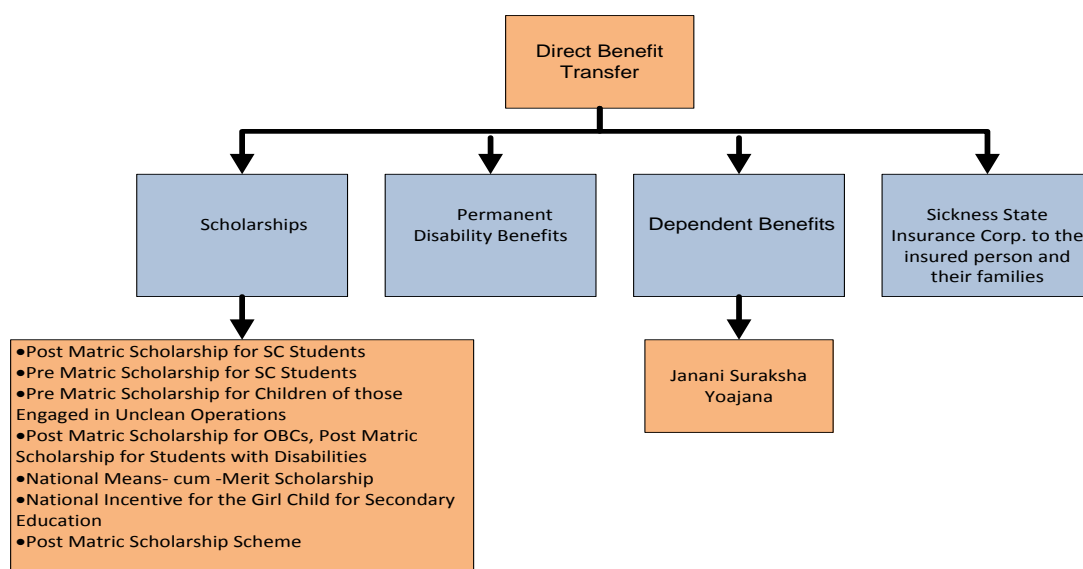 Direct Benefit
Transfer
Scholarships
Permanent
Disability Benefits
Dependent Benefits
Sickness State
Insurance Corp. to the
insured person and
their families
•Post Matric Scholarship for SC Students
•Pre Matric Scholarship for SC Students
•Pre Matric Scholarship for Children of those
Engaged in Unclean Operations
•Post Matric Scholarship for OBCs, Post Matric
Scholarship for Students with Disabilities
•National Means- cum -Merit Scholarship
•National Incentive for the Girl Child for Secondary
Education
•Post Matric Scholarship Scheme
Janani Suraksha
Yoajana